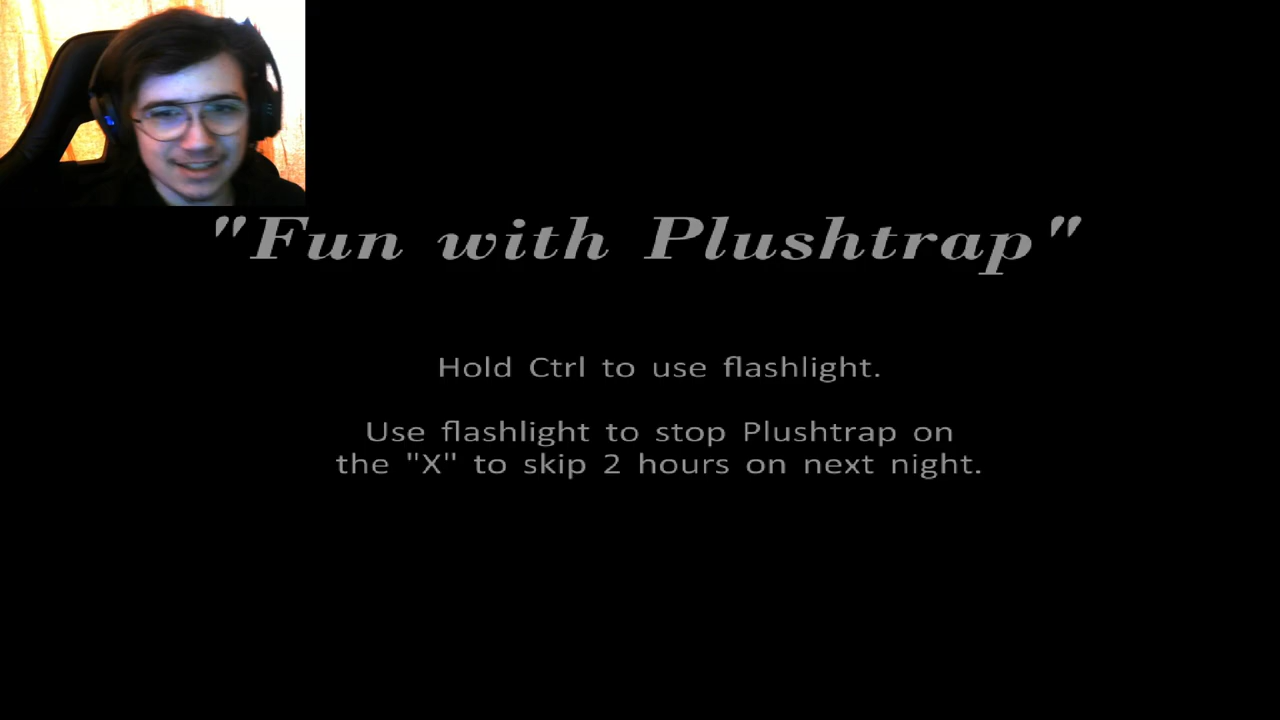 "Fun with Plushtrap"
Hold Ctrl to use flashlight.
Use flashlight to stop Plushtrap on
the "X" to skip 2 hours on next night.